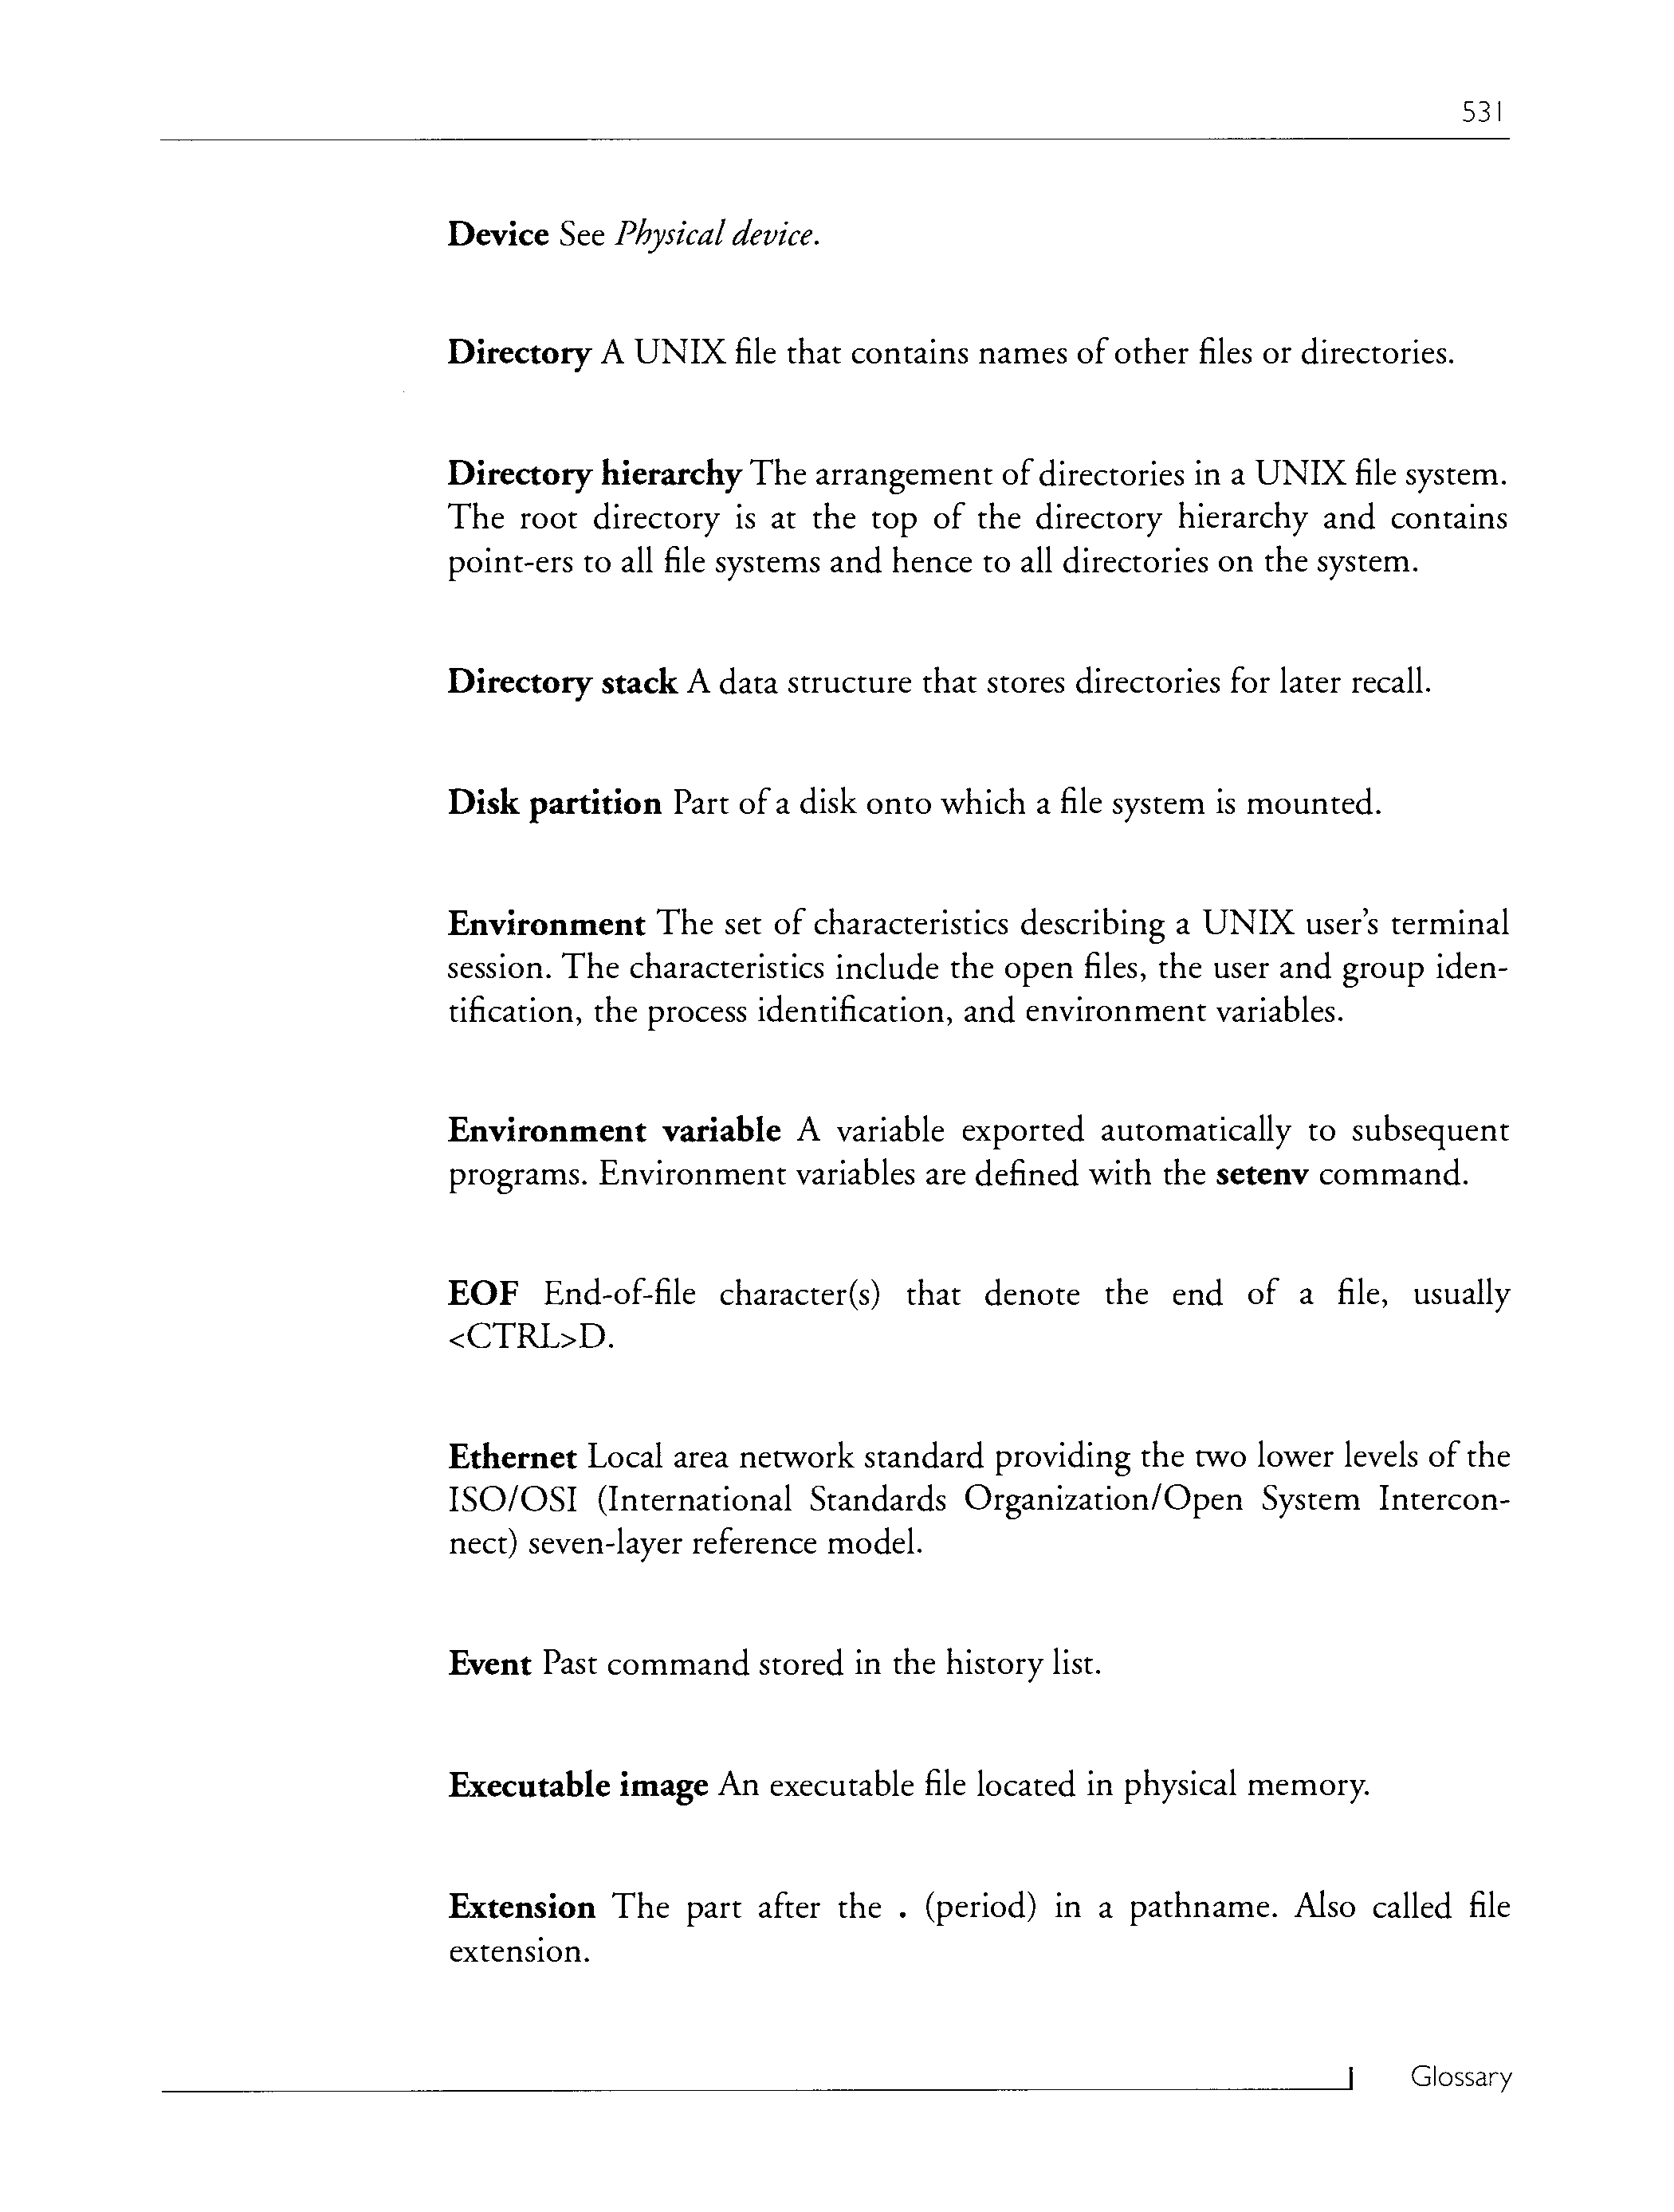 531
Device See Physical device.
Directory A UNIX file that contains names of other files or directories.
Directory hierarchy The arrangement of directories in a UNIX file system.
The root directory is at the top of the directory hierarchy and contains
point-ers to all file systems and hence to all directories on the system.
Directory stack A data structure that stores directories for later recall.
Disk partition Part of a disk onto which a file system is mounted.
Environment The set of characteristics describing a UNIX user's terminal
session. The characteristics include the open files, the user and group iden-
tification, the process identification, and environment variables.
Environment variable A variable exported automatically to subsequent
programs. Environment variables are defined with the setenv command.
EOF End-of-file character(s) that denote the end of a file, usually
<CTRL>D.
Ethernet Local area network standard providing the two lower levels of the
ISO/OSI (International Standards Organization/Open System Intercon-
nect) seven-layer reference model.
Event Past command stored in the history list.
Executable image An executable file located in physical memory.
Extension The part after the . (period) in a pathname. Also called file
extension.
Glossary